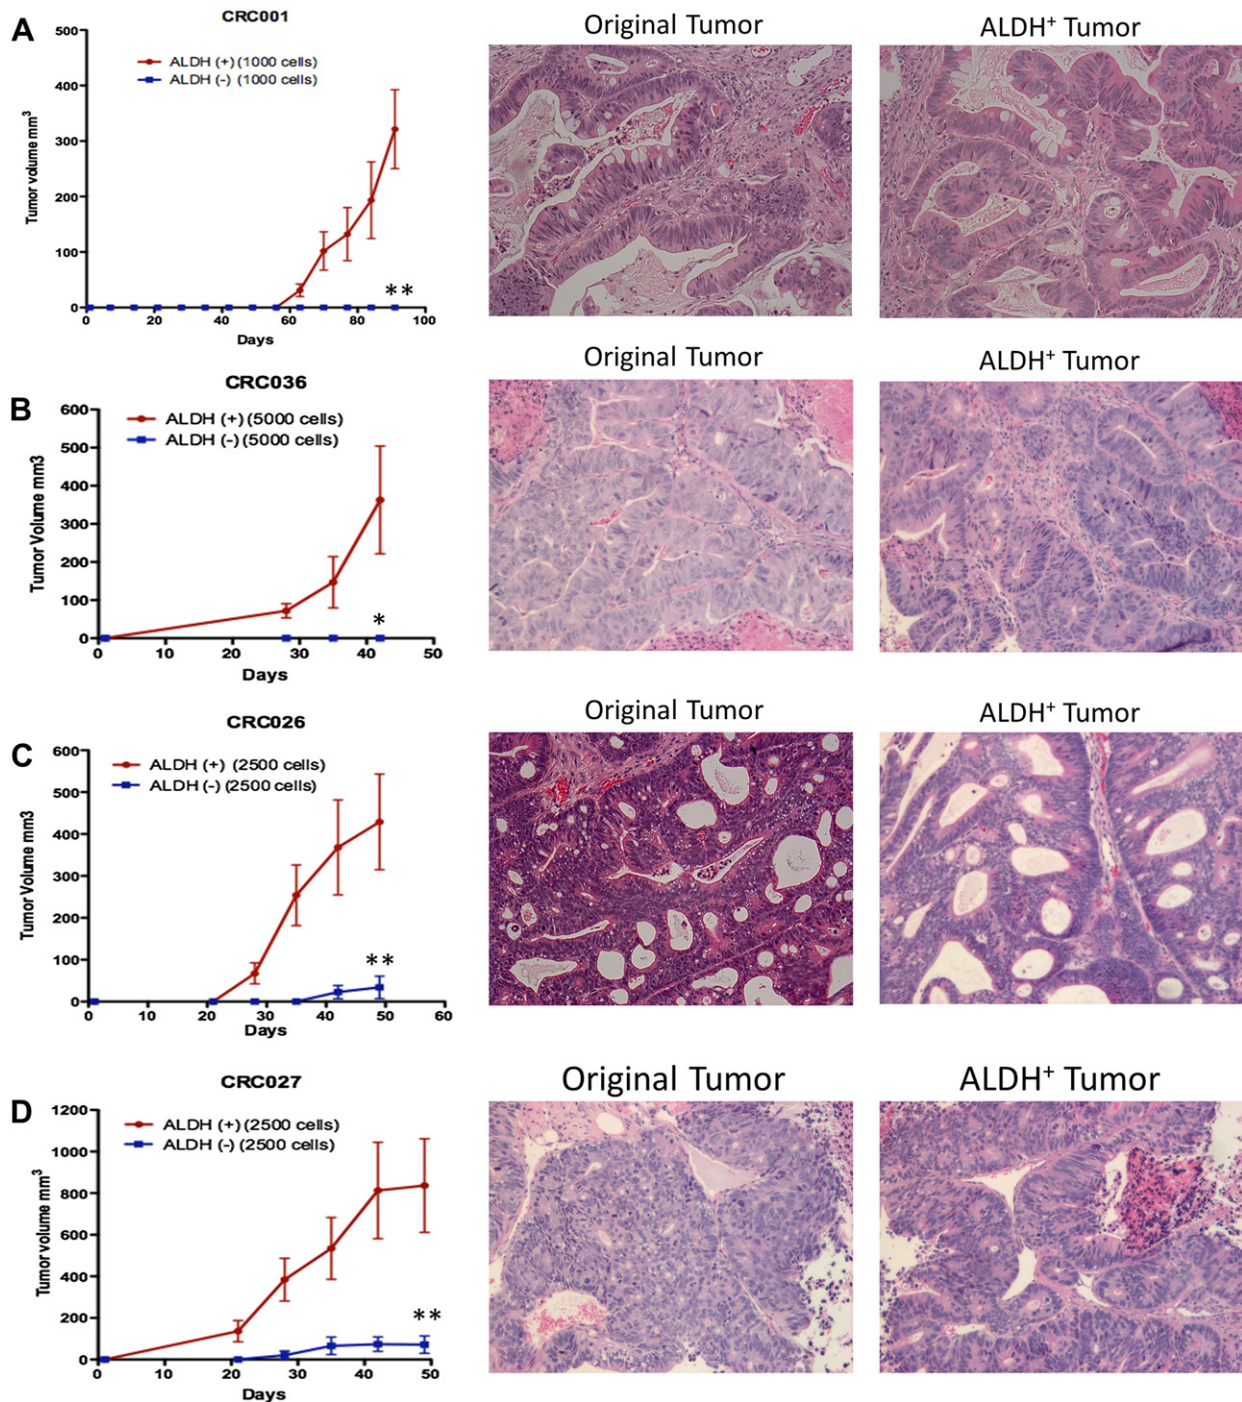 A
CRC001
Original Tumor
ALDH⁺ Tumor
500
400
300
200
100
0
Tumor volume mm³
ALDH (+) (1000 cells)
ALDH (-) (1000 cells)
**
0 20 40 60 80 100
Days
B
CRC036
Original Tumor
ALDH⁺ Tumor
600
500
400
300
200
100
0
Tumor Volume mm3
ALDH (+) (5000 cells)
ALDH (-) (5000 cells)
*
0 10 20 30 40 50
Days
C
CRC026
Original Tumor
ALDH⁺ Tumor
600
500
400
300
200
100
0
Tumor Volume mm3
ALDH (+) (2500 cells)
ALDH (-) (2500 cells)
**
0 10 20 30 40 50 60
Days
D
CRC027
Original Tumor
ALDH⁺ Tumor
1200
1000
800
600
400
200
0
Tumor volume mm³
ALDH (+) (2500 cells)
ALDH (-) (2500 cells)
**
0 10 20 30 40 50
Days